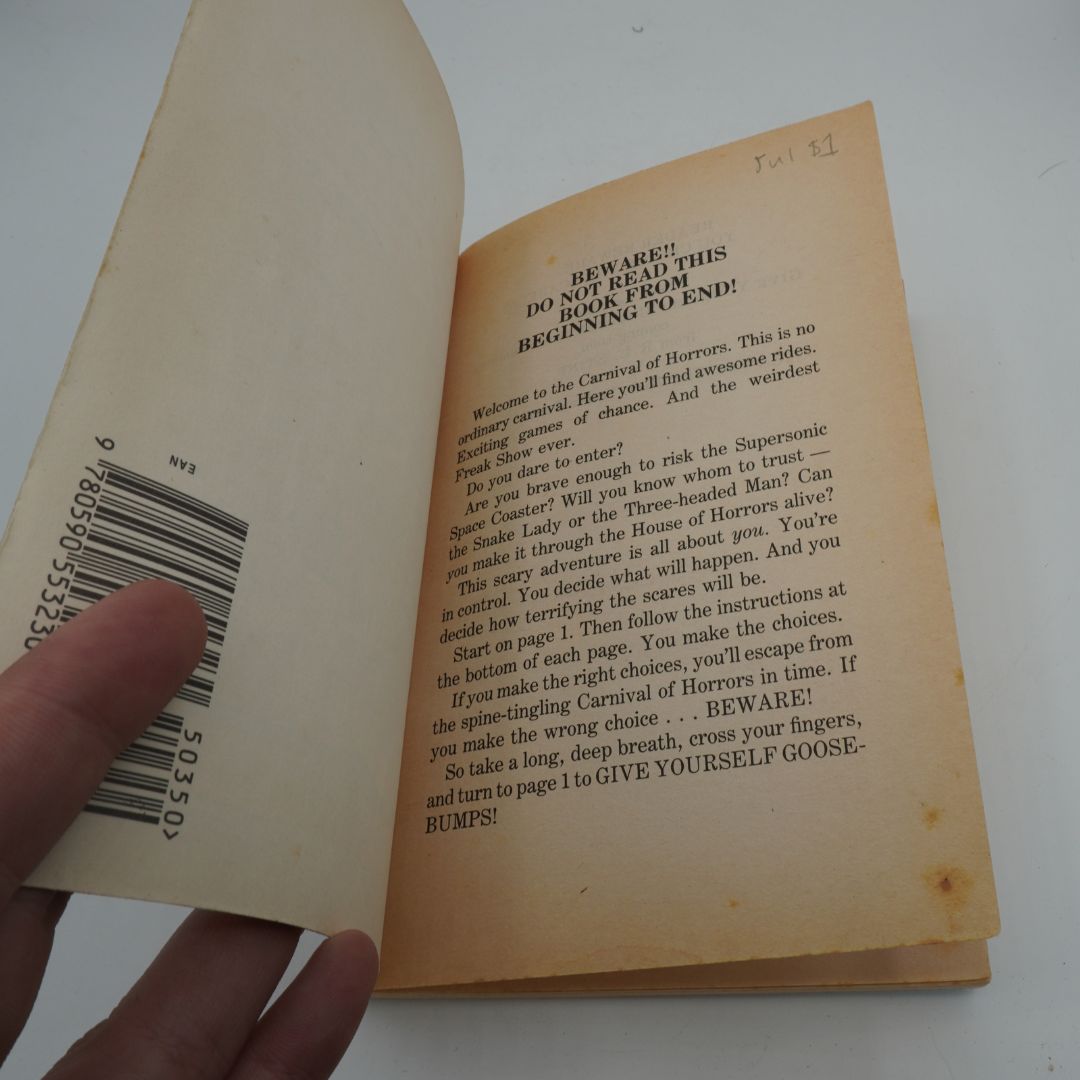 9 780590 553230
EAN
50350>
Jul $1
BEWARE!!
DO NOT READ THIS
BOOK FROM
BEGINNING TO END!
Welcome to the Carnival of Horrors. This is no
ordinary carnival. Here you'll find awesome rides.
Exciting games of chance. And the weirdest
Freak Show ever.
Do you dare to enter?
Are you brave enough to risk the Supersonic
Space Coaster? Will you know whom to trust —
the Snake Lady or the Three-headed Man? Can
you make it through the House of Horrors alive?
This scary adventure is all about you. You're
in control. You decide what will happen. And you
decide how terrifying the scares will be.
Start on page 1. Then follow the instructions at
the bottom of each page. You make the choices.
If you make the right choices, you'll escape from
the spine-tingling Carnival of Horrors in time. If
you make the wrong choice . . . BEWARE!
So take a long, deep breath, cross your fingers,
and turn to page 1 to GIVE YOURSELF GOOSE-
BUMPS!